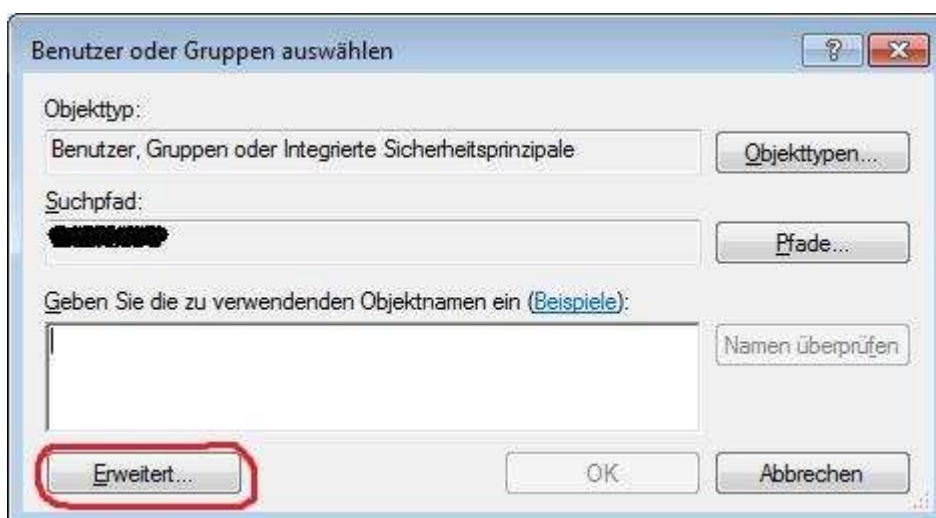 Benutzer oder Gruppen auswählen
Objekttyp:
Benutzer, Gruppen oder Integrierte Sicherheitsprinzipale
Objekttypen...
Suchpfad:
Pfade...
Geben Sie die zu verwendenden Objektnamen ein (Beispiele):
Namen überprüfen
Erweitert...
OK
Abbrechen